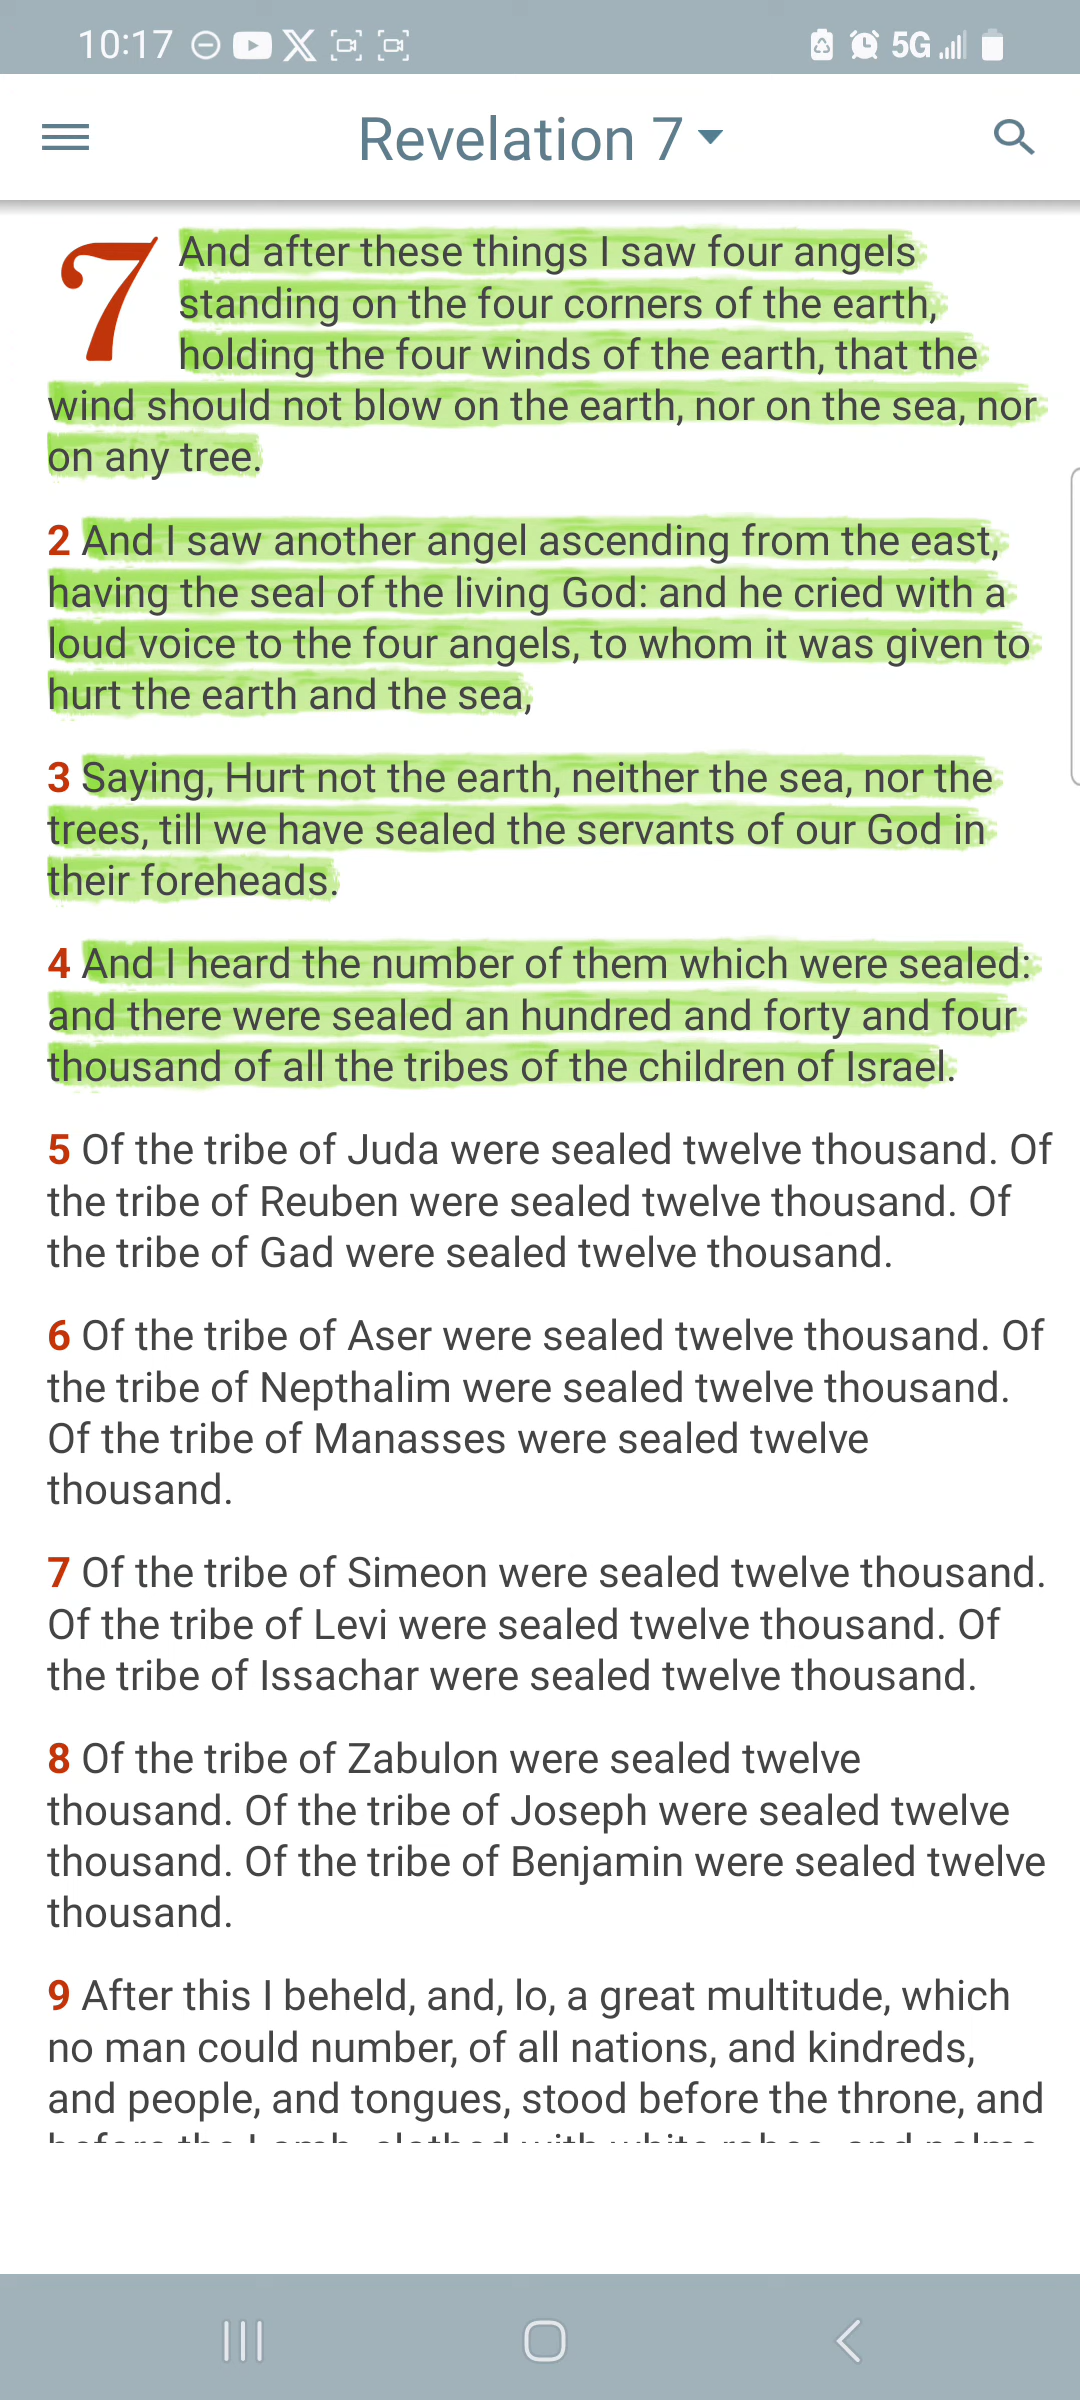 10:17 5G
Revelation 7
7 And after these things I saw four angels
standing on the four corners of the earth,
holding the four winds of the earth, that the
wind should not blow on the earth, nor on the sea, nor
on any tree.
2 And I saw another angel ascending from the east,
having the seal of the living God: and he cried with a
loud voice to the four angels, to whom it was given to
hurt the earth and the sea,
3 Saying, Hurt not the earth, neither the sea, nor the
trees, till we have sealed the servants of our God in
their foreheads.
4 And I heard the number of them which were sealed:
and there were sealed an hundred and forty and four
thousand of all the tribes of the children of Israel.
5 Of the tribe of Juda were sealed twelve thousand. Of
the tribe of Reuben were sealed twelve thousand. Of
the tribe of Gad were sealed twelve thousand.
6 Of the tribe of Aser were sealed twelve thousand. Of
the tribe of Nepthalim were sealed twelve thousand.
Of the tribe of Manasses were sealed twelve
thousand.
7 Of the tribe of Simeon were sealed twelve thousand.
Of the tribe of Levi were sealed twelve thousand. Of
the tribe of Issachar were sealed twelve thousand.
8 Of the tribe of Zabulon were sealed twelve
thousand. Of the tribe of Joseph were sealed twelve
thousand. Of the tribe of Benjamin were sealed twelve
thousand.
9 After this I beheld, and, lo, a great multitude, which
no man could number, of all nations, and kindreds,
and people, and tongues, stood before the throne, and